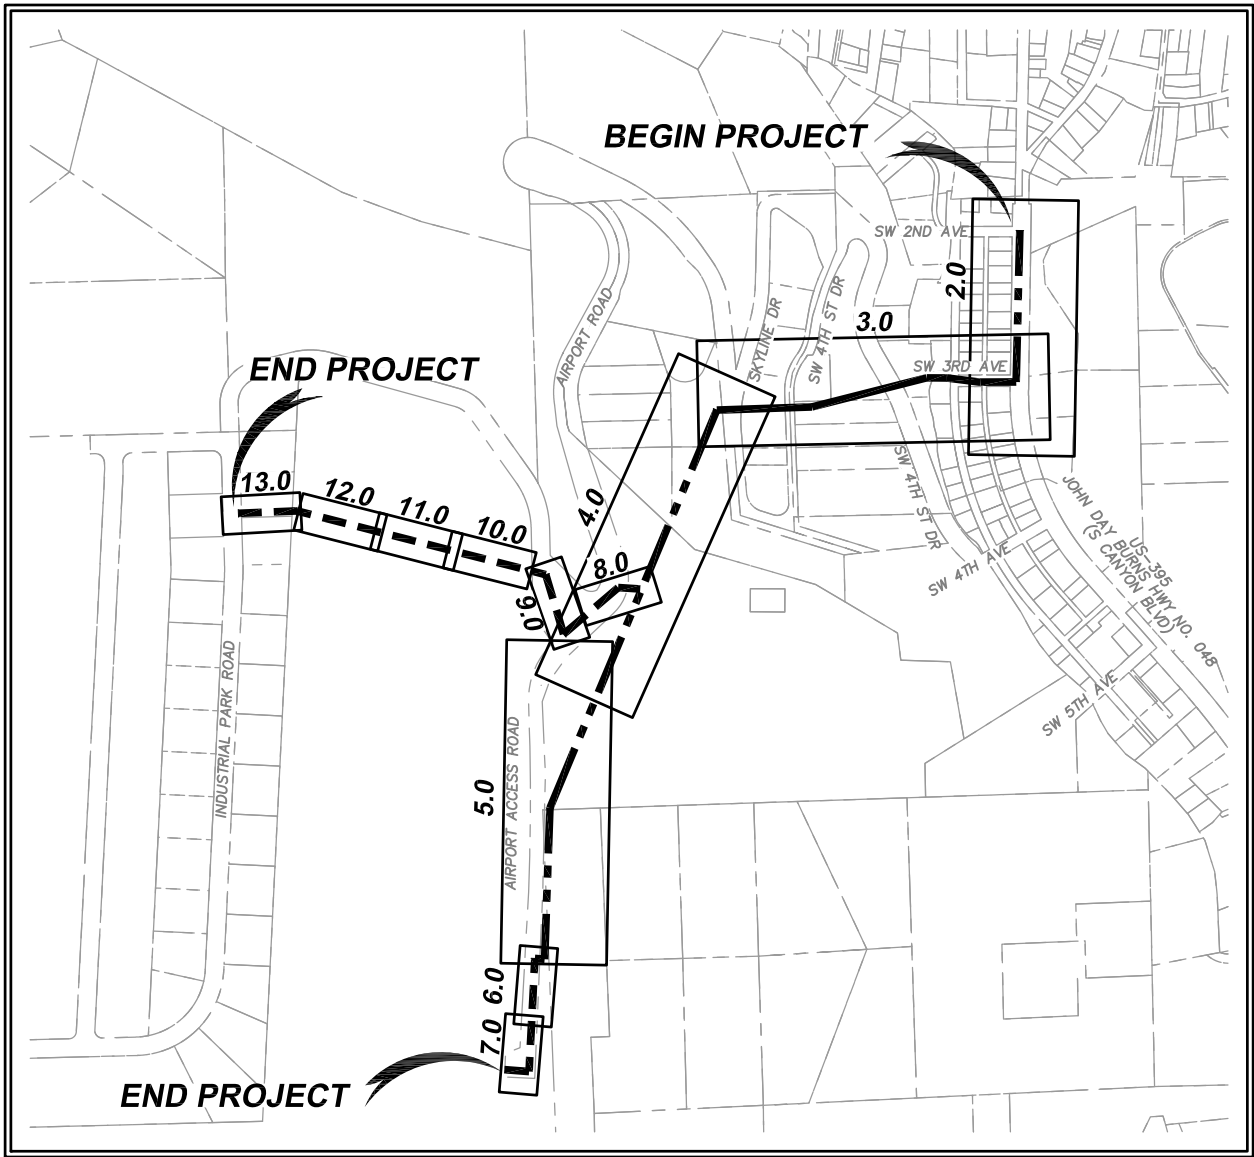 BEGIN PROJECT
SW 2ND AVE
2.0
AIRPORT ROAD
SKYLINE DR
SW 4TH ST DR
3.0
SW 3RD AVE
END PROJECT
13.0
12.0
11.0
10.0
4.0
8.0
9.0
SW 4TH ST DR
SW 4TH AVE
US-395
JOHN DAY BURNS HWY NO. 048
(S CANYON BLVD)
SW 5TH AVE
INDUSTRIAL PARK ROAD
5.0
AIRPORT ACCESS ROAD
6.0
7.0
END PROJECT